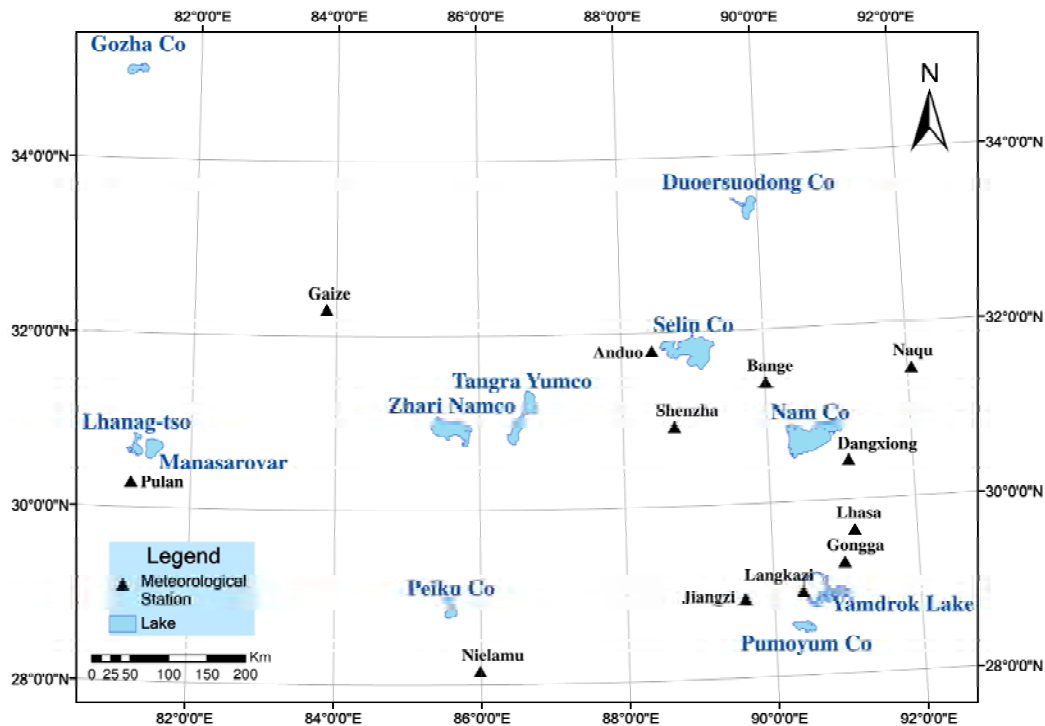 82°0'0"E 84°0'0"E 86°0'0"E 88°0'0"E 90°0'0"E 92°0'0"E
Gozha Co
N
34°0'0"N 34°0'0"N
Duoersuodong Co
Gaize
32°0'0"N 32°0'0"N
Selin Co
Anduo
Naqu
Bange
Tangra Yumco
Zhari Namco
Shenzha
Nam Co
Lhanag-tso
Dangxiong
Manasarovar
Pulan
30°0'0"N 30°0'0"N
Lhasa
Gongga
Legend
Meteorological
Station
Lake
Langkazi
Peiku Co
Jiangzi
Yamdrok Lake
Pumoyum Co
Nielamu
Km
0 25 50 100 150 200
28°0'0"N 28°0'0"N
82°0'0"E 84°0'0"E 86°0'0"E 88°0'0"E 90°0'0"E 92°0'0"E